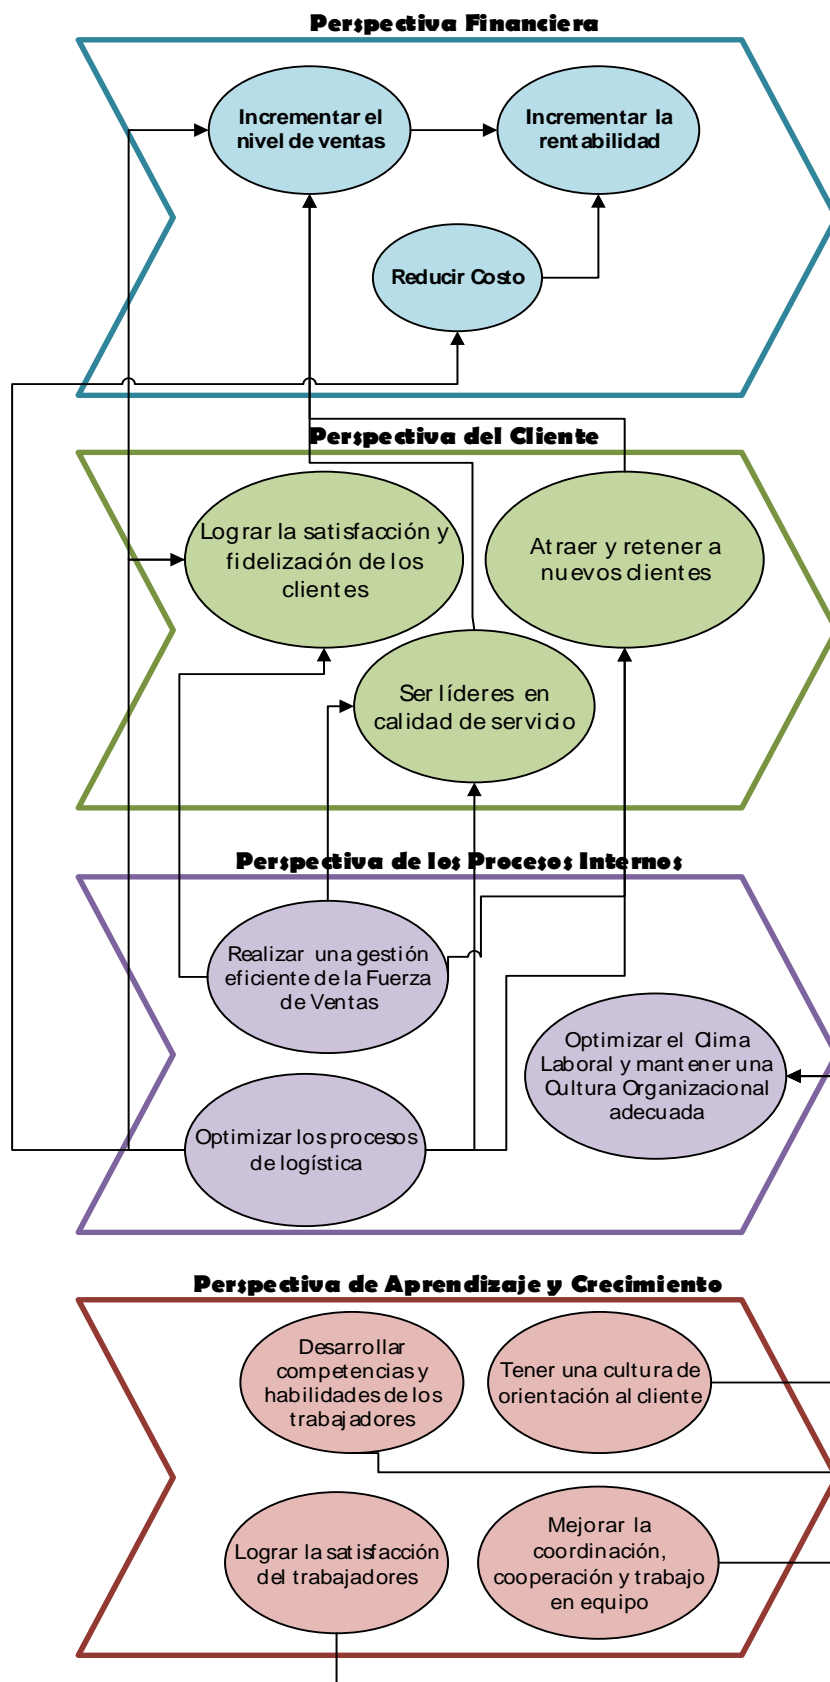 Perspectiva Financiera
Incrementar el
nivel de ventas
Incrementar la
rentabilidad
Reducir Costo
Perspectiva del Cliente
Lograr la satisfacción y
fidelización de los
clientes
Atraer y retener a
nuevos clientes
Ser líderes en
calidad de servicio
Perspectiva de los Procesos Internos
Realizar una gestión
eficiente de la Fuerza
de Ventas
Optimizar el Clima
Laboral y mantener una
Cultura Organizacional
adecuada
Optimizar los procesos
de logística
Perspectiva de Aprendizaje y Crecimiento
Desarrollar
competencias y
habilidades de los
trabajadores
Tener una cultura de
orientación al cliente
Lograr la satisfacción
del trabajadores
Mejorar la
coordinación,
cooperación y trabajo
en equipo